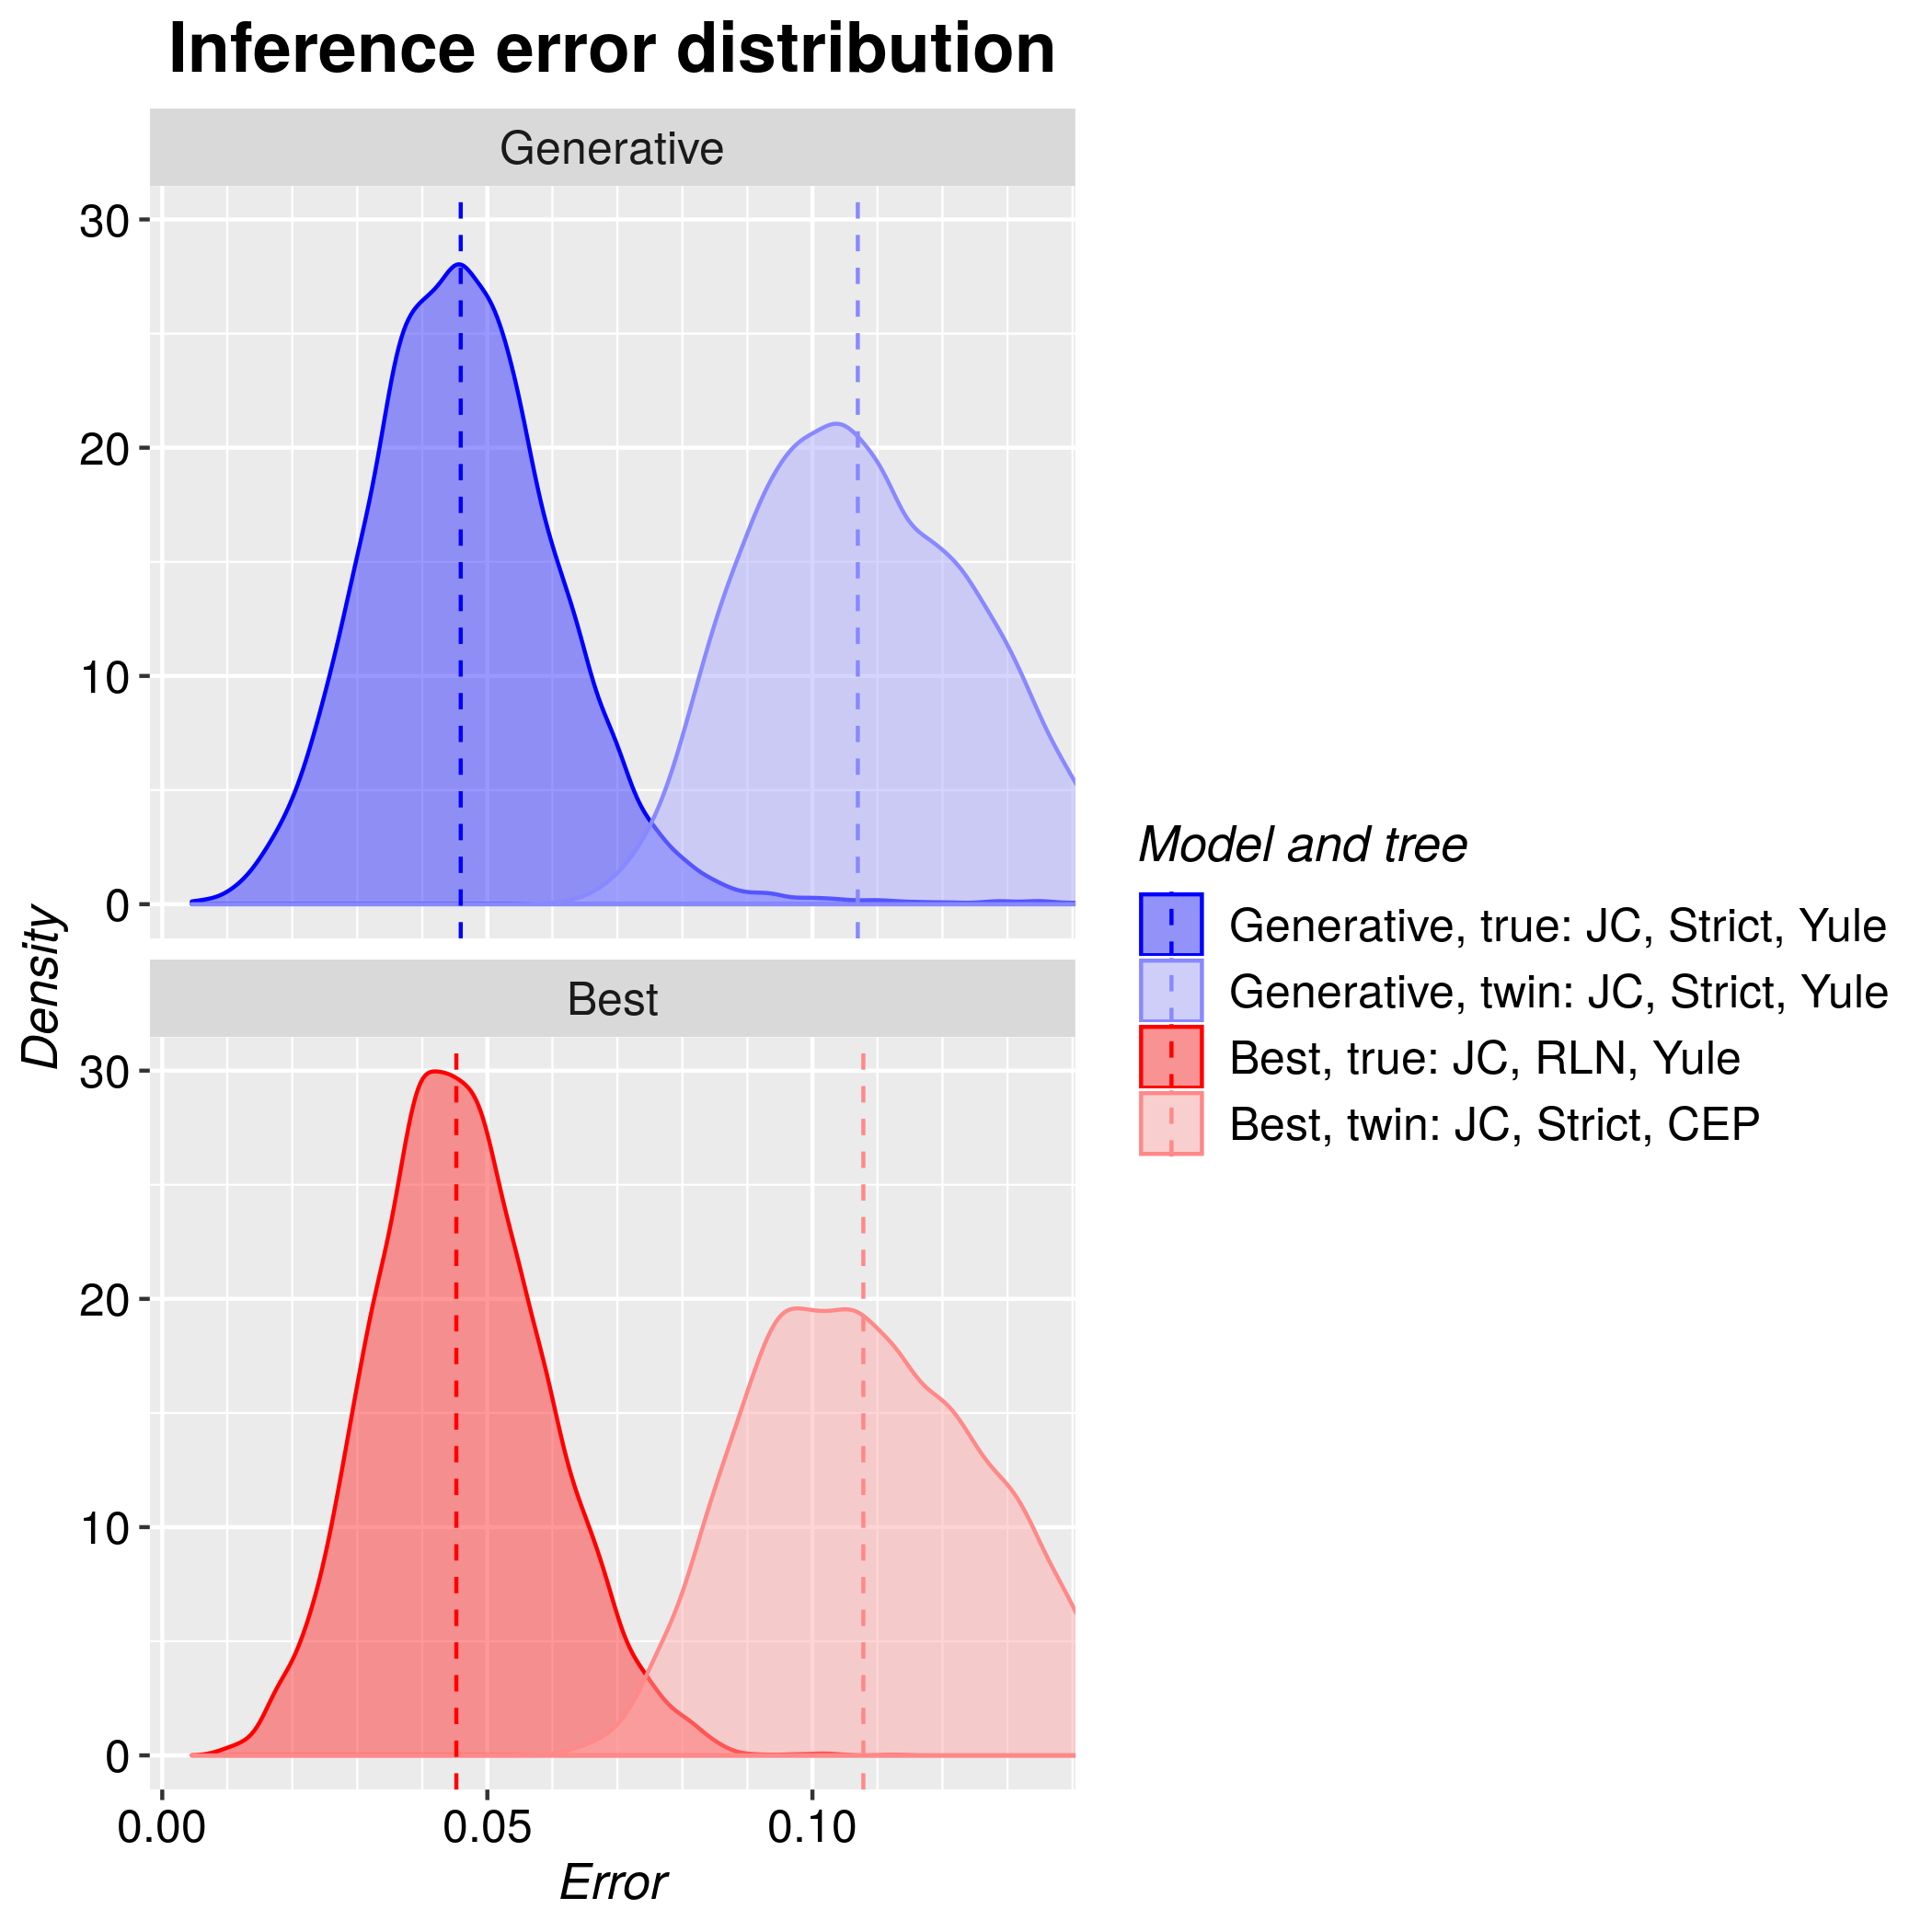 Inference error distribution
Generative
30
20
10
0
Best
30
20
10
0
0.00 0.05 0.10
Error
Density
Model and tree
Generative, true: JC, Strict, Yule
Generative, twin: JC, Strict, Yule
Best, true: JC, RLN, Yule
Best, twin: JC, Strict, CEP